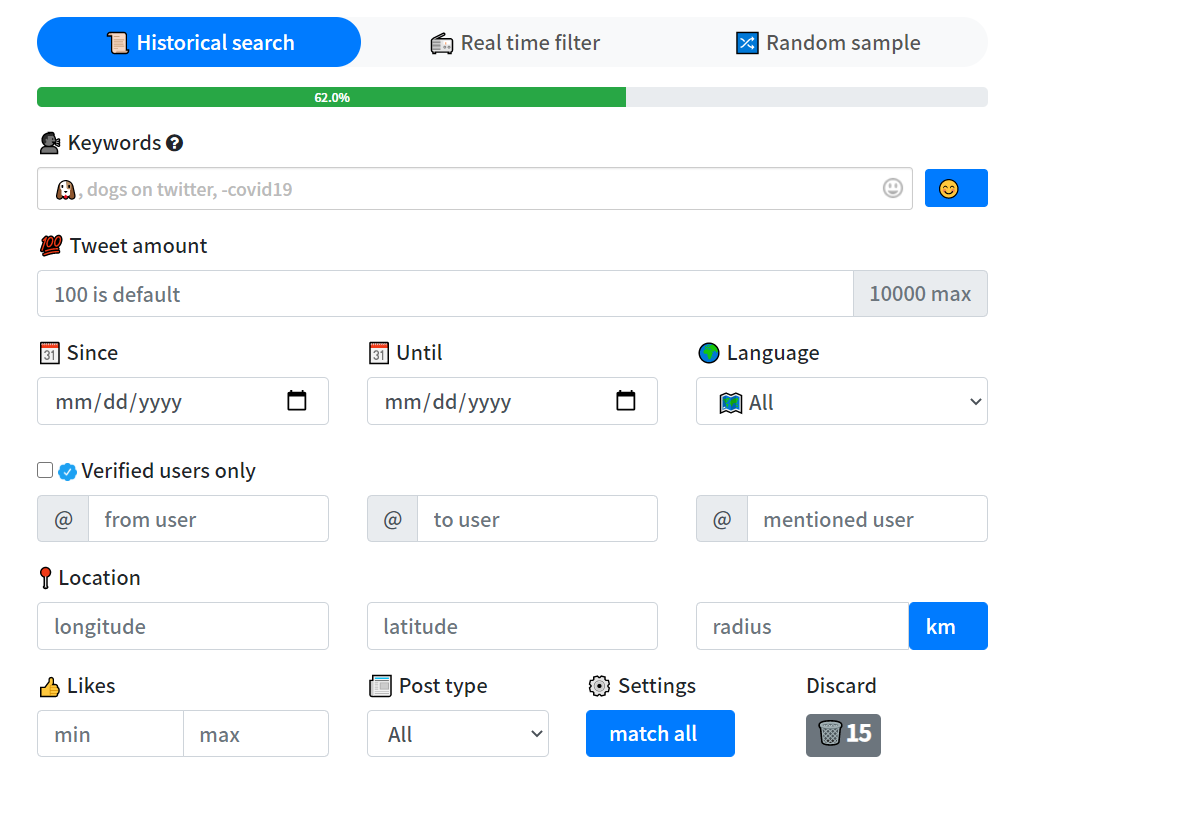 Historical search Real time filter Random sample
62.0%
Keywords
, dogs on twitter, -covid19
Tweet amount
100 is default 10000 max
Since Until Language
mm/dd/yyyy mm/dd/yyyy All
Verified users only
@ from user @ to user @ mentioned user
Location
longitude latitude radius km
Likes Post type Settings Discard
min max All match all 15